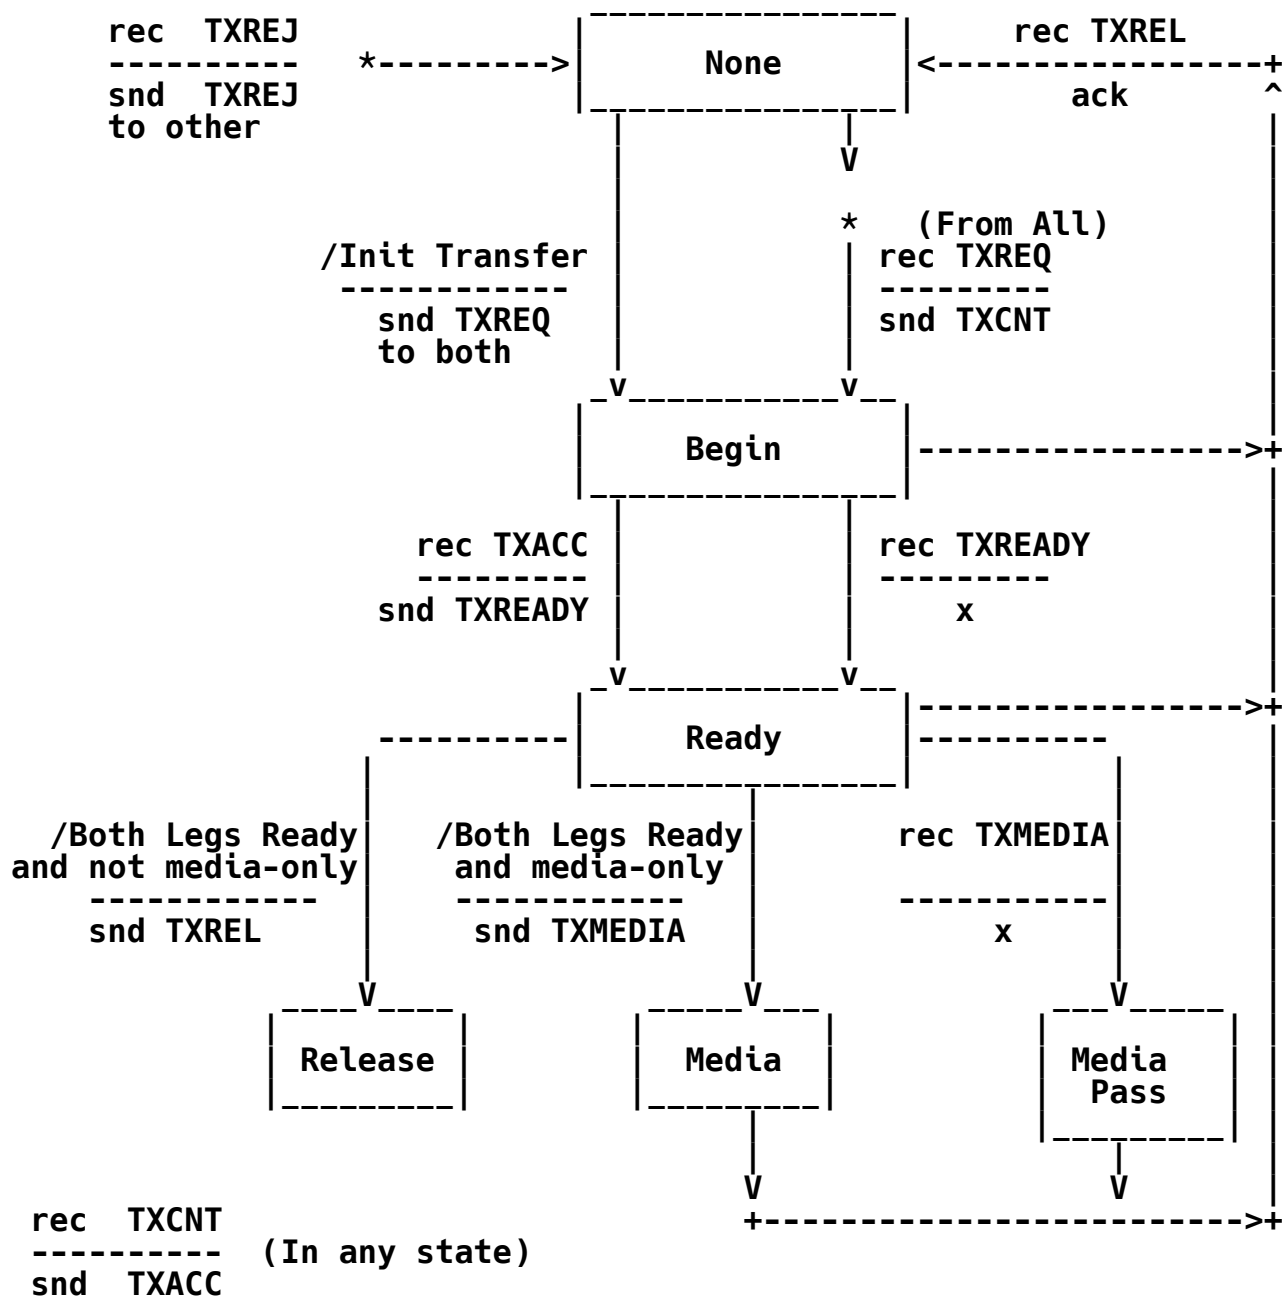 rec  TXREJ
----------   *--------->
snd  TXREJ
to other
None
rec TXREL
<-----------------+
ack
^
V
*   (From All)
/Init Transfer
------------
snd TXREQ
to both
rec TXREQ
---------
snd TXCNT
v v
Begin
----------------->+
rec TXACC
---------
snd TXREADY
rec TXREADY
---------
x
v v
Ready
----------------->+
----------
----------
/Both Legs Ready
and not media-only
------------
snd TXREL
/Both Legs Ready
and media-only
------------
snd TXMEDIA
rec TXMEDIA
-----------
x
V V V
Release
Media
Media
Pass
V V
+------------------------->+
rec  TXCNT
----------  (In any state)
snd  TXACC